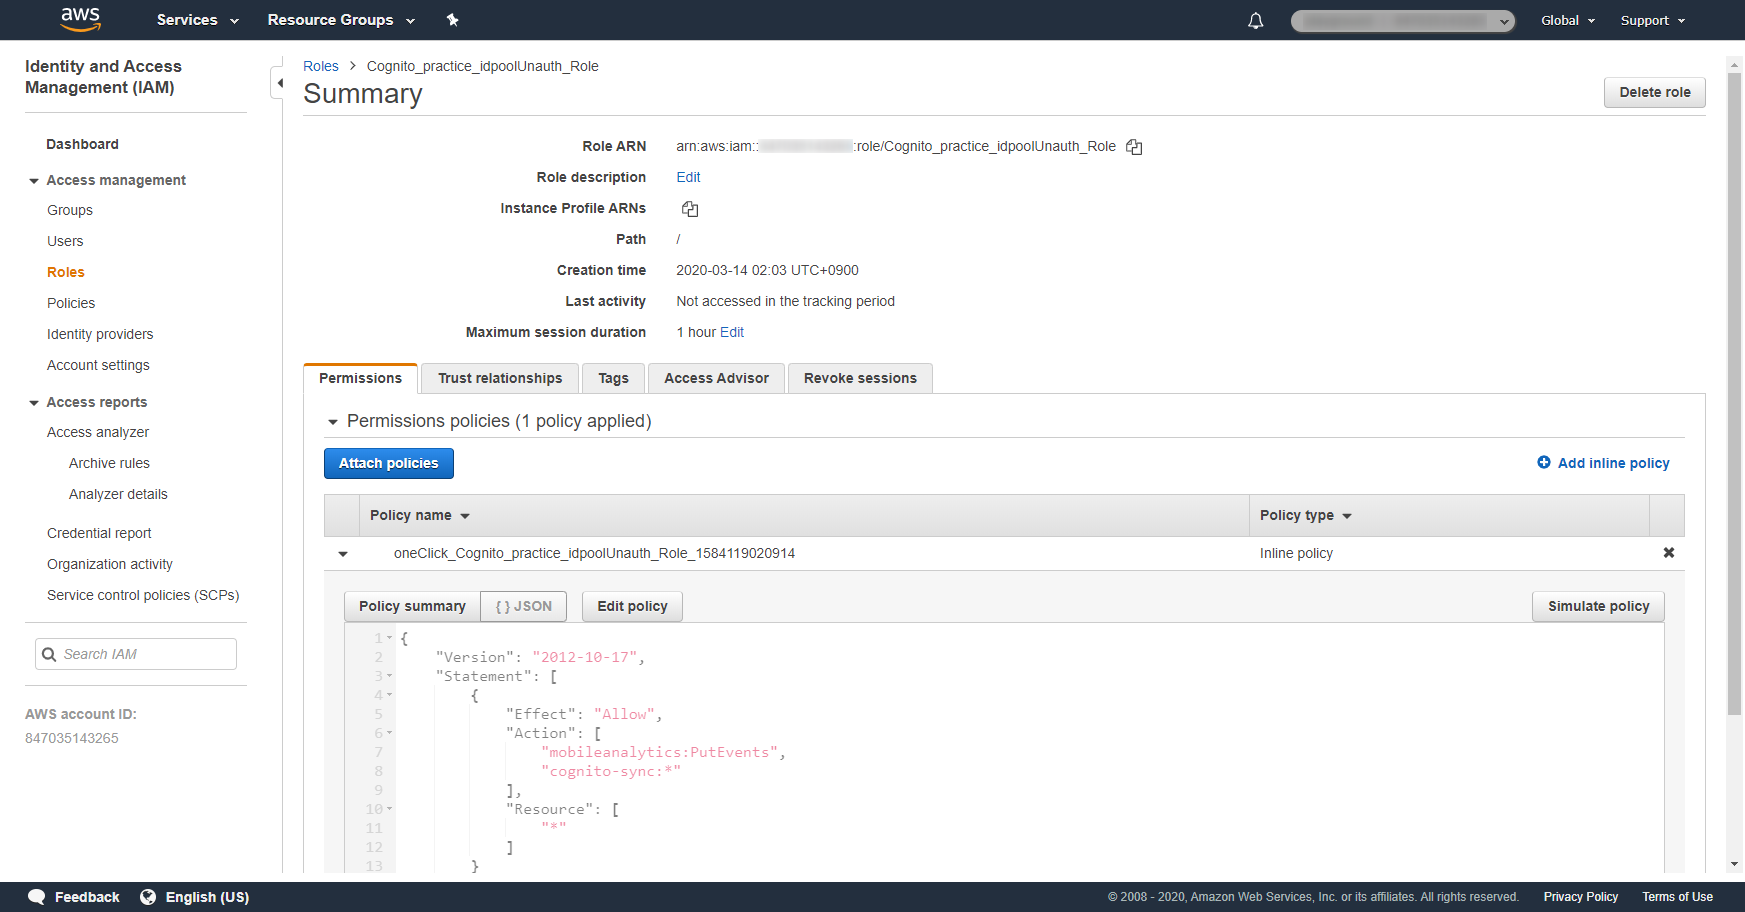 aws Services Resource Groups Global Support
Identity and Access
Management (IAM)
Dashboard
Access management
Groups
Users
Roles
Policies
Identity providers
Account settings
Access reports
Access analyzer
Archive rules
Analyzer details
Credential report
Organization activity
Service control policies (SCPs)
Search IAM
AWS account ID:
847035143265
Roles > Cognito_practice_idpoolUnauth_Role
Summary
Delete role
Role ARN arn:aws:iam:: :role/Cognito_practice_idpoolUnauth_Role
Role description Edit
Instance Profile ARNs
Path /
Creation time 2020-03-14 02:03 UTC+0900
Last activity Not accessed in the tracking period
Maximum session duration 1 hour Edit
Permissions Trust relationships Tags Access Advisor Revoke sessions
Permissions policies (1 policy applied)
Attach policies Add inline policy
Policy name Policy type
oneClick_Cognito_practice_idpoolUnauth_Role_1584119020914 Inline policy
Policy summary { } JSON Edit policy Simulate policy
1 {
2 "Version": "2012-10-17",
3 "Statement": [
4 {
5 "Effect": "Allow",
6 "Action": [
7 "mobileanalytics:PutEvents",
8 "cognito-sync:*"
9 ],
10 "Resource": [
11 "*"
12 ]
13 }
Feedback English (US) © 2008 - 2020, Amazon Web Services, Inc. or its affiliates. All rights reserved. Privacy Policy Terms of Use